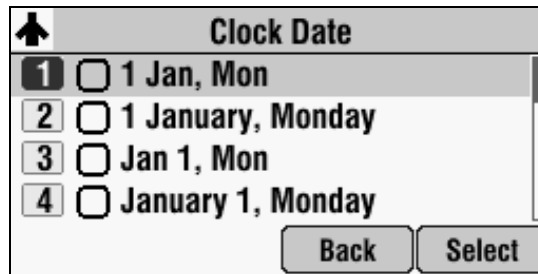 Clock Date
1 1 Jan, Mon
2 1 January, Monday
3 Jan 1, Mon
4 January 1, Monday
Back Select